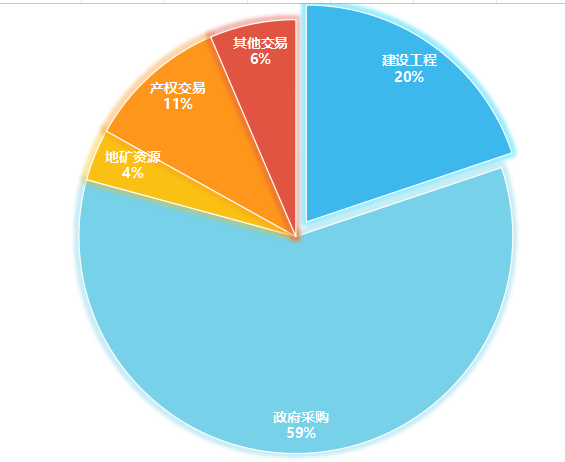 其他交易
6%
建设工程
20%
产权交易
11%
地矿资源
4%
政府采购
59%